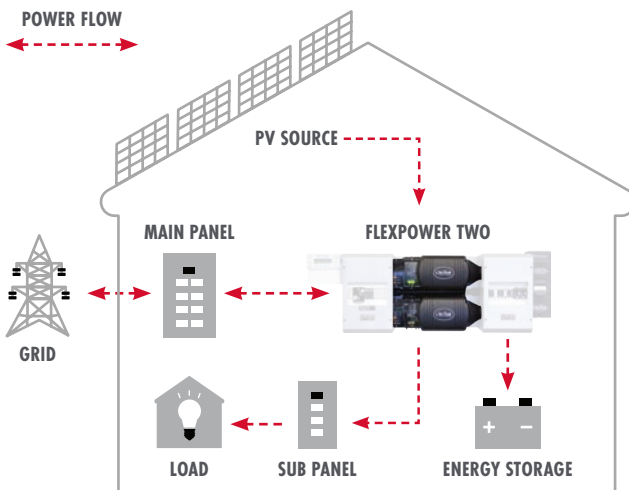 POWER FLOW
PV SOURCE
MAIN PANEL
FLEXPOWER TWO
GRID
LOAD
SUB PANEL
ENERGY STORAGE
+ −